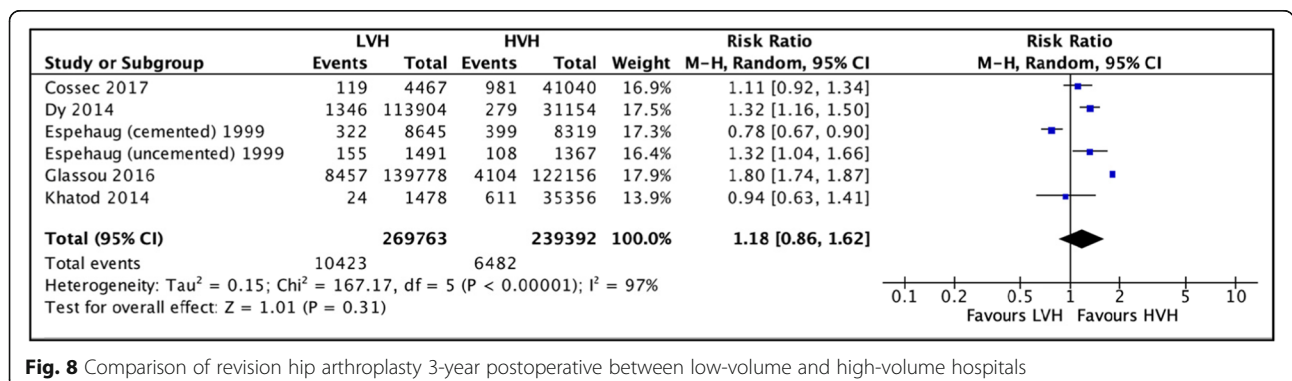 LVH HVH Risk Ratio Risk Ratio
Study or Subgroup Events Total Events Total Weight M-H, Random, 95% CI M-H, Random, 95% CI
Cossec 2017 119 4467 981 41040 16.9% 1.11 [0.92, 1.34]
Dy 2014 1346 113904 279 31154 17.5% 1.32 [1.16, 1.50]
Espehaug (cemented) 1999 322 8645 399 8319 17.3% 0.78 [0.67, 0.90]
Espehaug (uncemented) 1999 155 1491 108 1367 16.4% 1.32 [1.04, 1.66]
Glassou 2016 8457 139778 4104 122156 17.9% 1.80 [1.74, 1.87]
Khatod 2014 24 1478 611 35356 13.9% 0.94 [0.63, 1.41]
Total (95% CI) 269763 239392 100.0% 1.18 [0.86, 1.62]
Total events 10423 6482
Heterogeneity: Tau² = 0.15; Chi² = 167.17, df = 5 (P < 0.00001); I² = 97%
Test for overall effect: Z = 1.01 (P = 0.31)
0.1 0.2 0.5 1 2 5 10
Favours LVH Favours HVH
Fig. 8 Comparison of revision hip arthroplasty 3-year postoperative between low-volume and high-volume hospitals